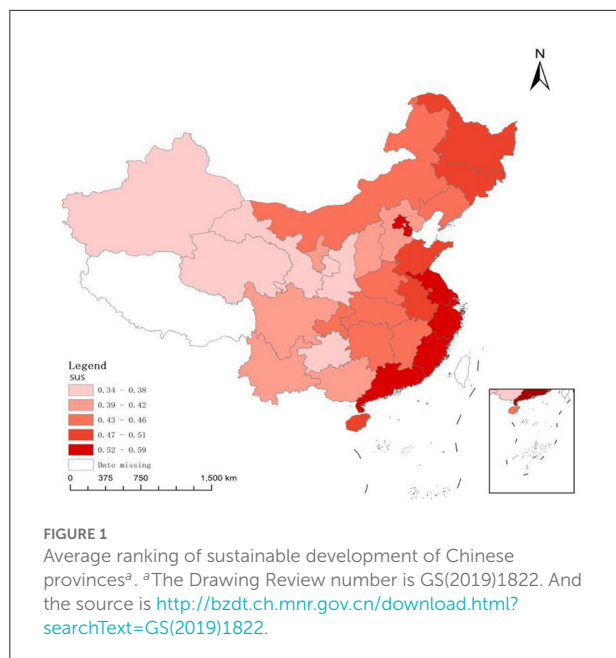 N
Legend
sus
0.34 - 0.38
0.39 - 0.42
0.43 - 0.46
0.47 - 0.51
0.52 - 0.59
Date missing
0 375 750 1,500 km
FIGURE 1
Average ranking of sustainable development of Chinese
provincesᵃ. ᵃThe Drawing Review number is GS(2019)1822. And
the source is http://bzdt.ch.mnr.gov.cn/download.html?
searchText=GS(2019)1822.